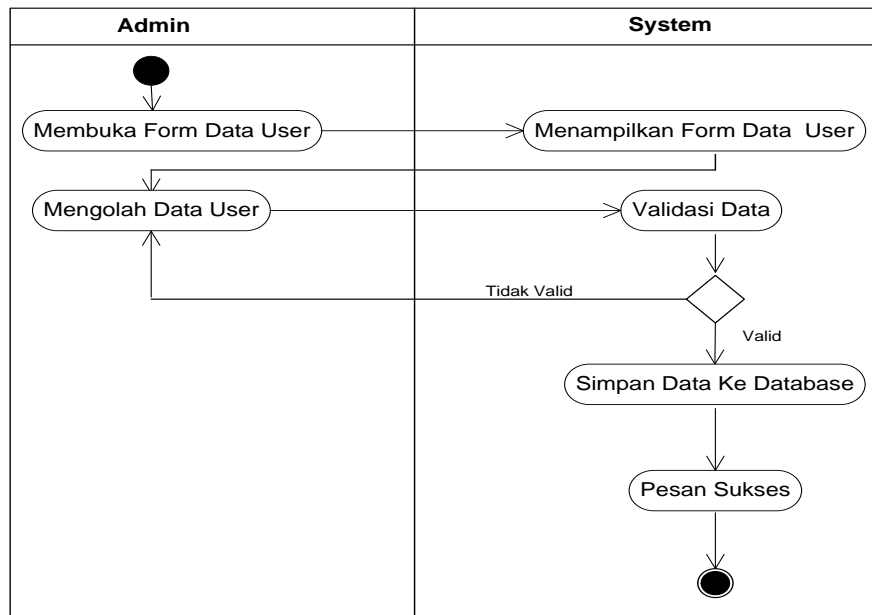 Admin
System
Membuka Form Data User
Menampilkan Form Data  User
Mengolah Data User
Validasi Data
Tidak Valid
Valid
Simpan Data Ke Database
Pesan Sukses